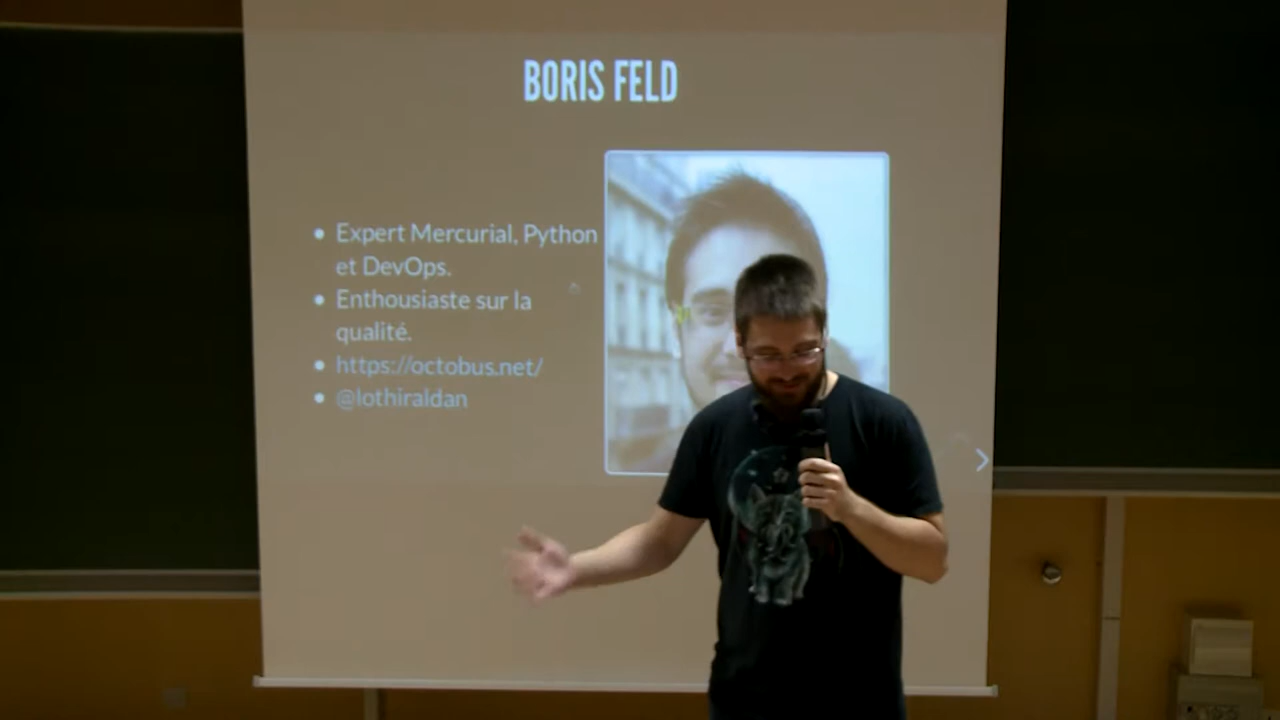 BORIS FELD
Expert Mercurial, Python
et DevOps.
Enthousiaste sur la
qualité.
https://octobus.net/
@lothiraldan